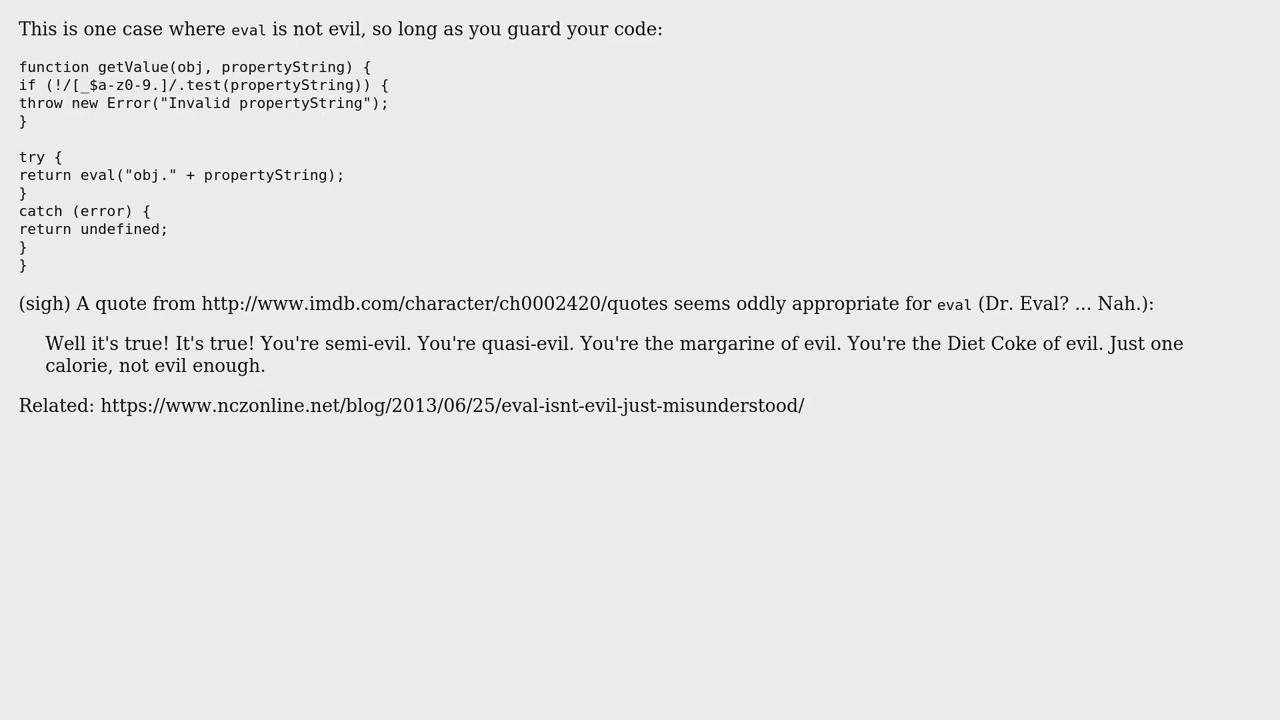 This is one case where eval is not evil, so long as you guard your code:
function getValue(obj, propertyString) {
if (!/[_$a-z0-9.]/.test(propertyString)) {
throw new Error("Invalid propertyString");
}
try {
return eval("obj." + propertyString);
}
catch (error) {
return undefined;
}
}
(sigh) A quote from http://www.imdb.com/character/ch0002420/quotes seems oddly appropriate for eval (Dr. Eval? ... Nah.):
Well it's true! It's true! You're semi-evil. You're quasi-evil. You're the margarine of evil. You're the Diet Coke of evil. Just one
calorie, not evil enough.
Related: https://www.nczonline.net/blog/2013/06/25/eval-isnt-evil-just-misunderstood/